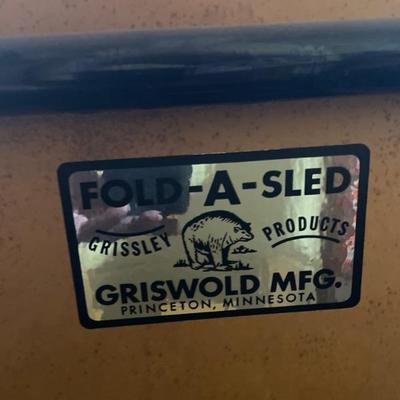 FOLD-A-SLED
GRISSLEY PRODUCTS
GRISWOLD MFG.
PRINCETON, MINNESOTA